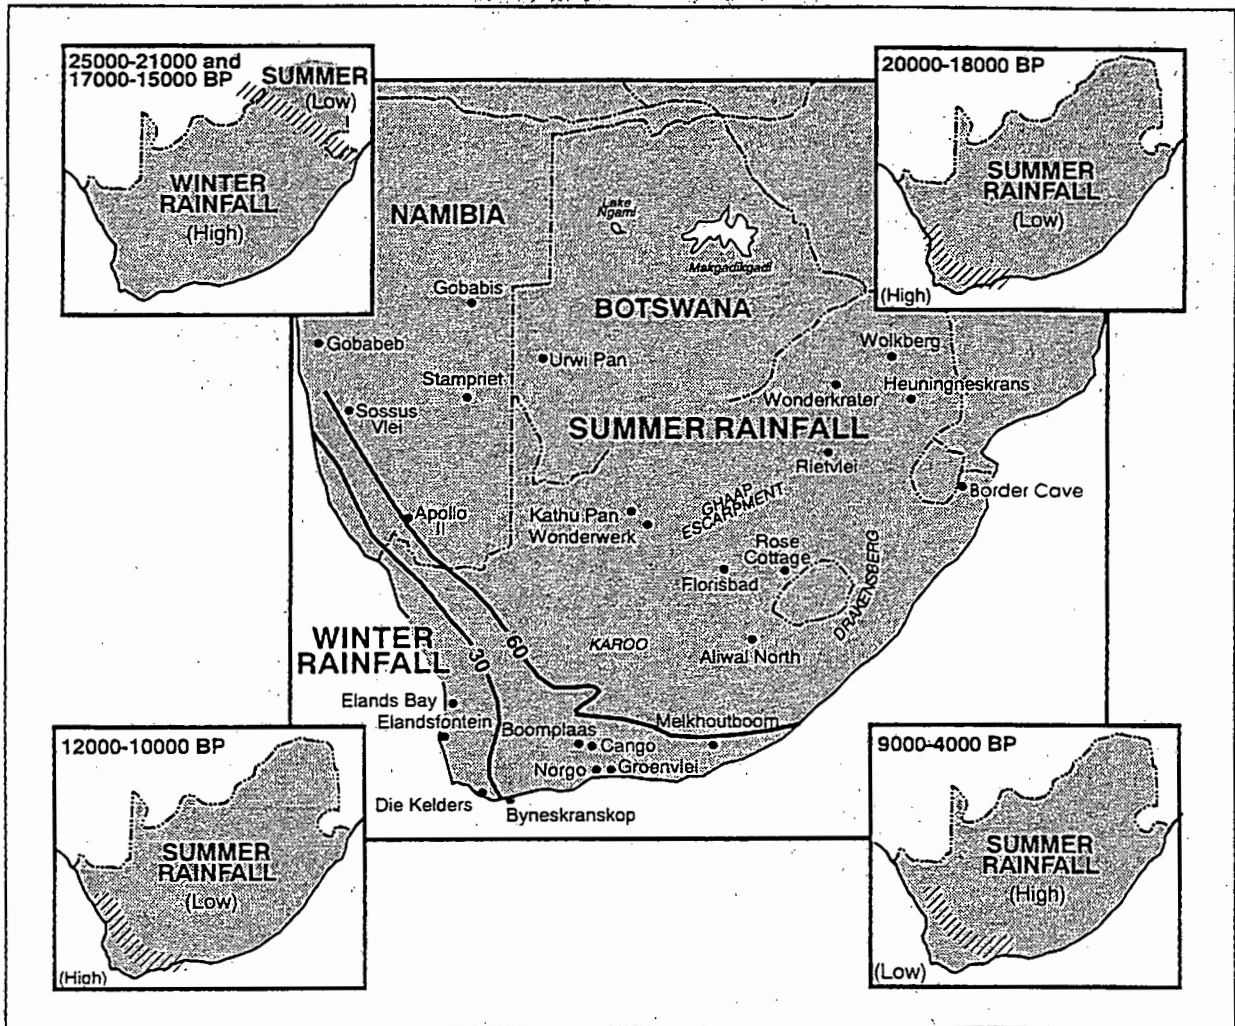 25000-21000 and
17000-15000 BP
SUMMER
(Low)
WINTER
RAINFALL
(High)
20000-18000 BP
SUMMER
RAINFALL
(Low)
(High)
NAMIBIA
Lake
Ngami
Makgadikgadi
Gobabis
BOTSWANA
Gobabeb
Urwi Pan
Wolkberg
Stampriet
Wonderkrater
Heuningneskrans
Sossus
Vlei
SUMMER RAINFALL
Rietvlei
Border Cave
GHAAP
ESCARPMENT
Apollo
11
Kathu Pan
Wonderwerk
Rose
Cottage
Florisbad
DRAKENSBERG
WINTER
RAINFALL
30
60
KAROO
Aliwal North
Elands Bay
Elandsfontein
Boomplaas
Melkhoutboom
Cango
Norgo
Groenvlei
Die Kelders
Byneskranskop
12000-10000 BP
SUMMER
RAINFALL
(Low)
(High)
9000-4000 BP
SUMMER
RAINFALL
(High)
(Low)